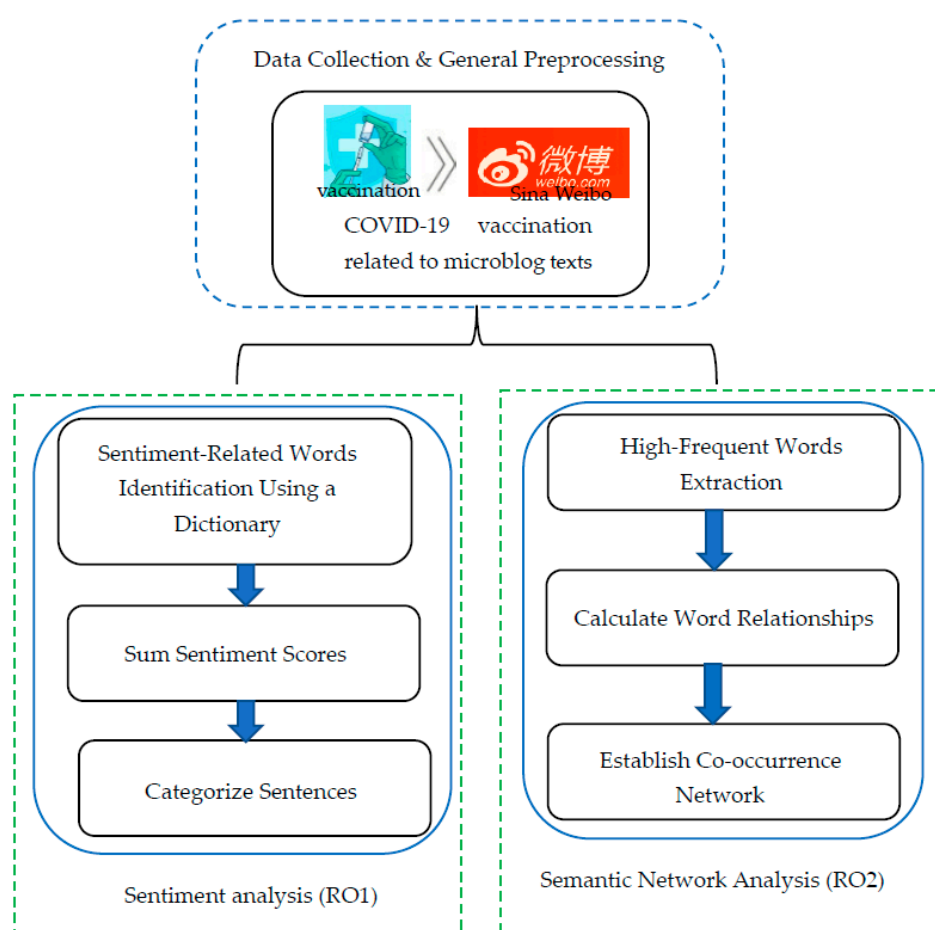 Data Collection & General Preprocessing
微博
weibo.com
vaccination
Sina Weibo
COVID-19 vaccination
related to microblog texts
Sentiment-Related Words
Identification Using a
Dictionary
Sum Sentiment Scores
Categorize Sentences
Sentiment analysis (RO1)
High-Frequent Words
Extraction
Calculate Word Relationships
Establish Co-occurrence
Network
Semantic Network Analysis (RO2)